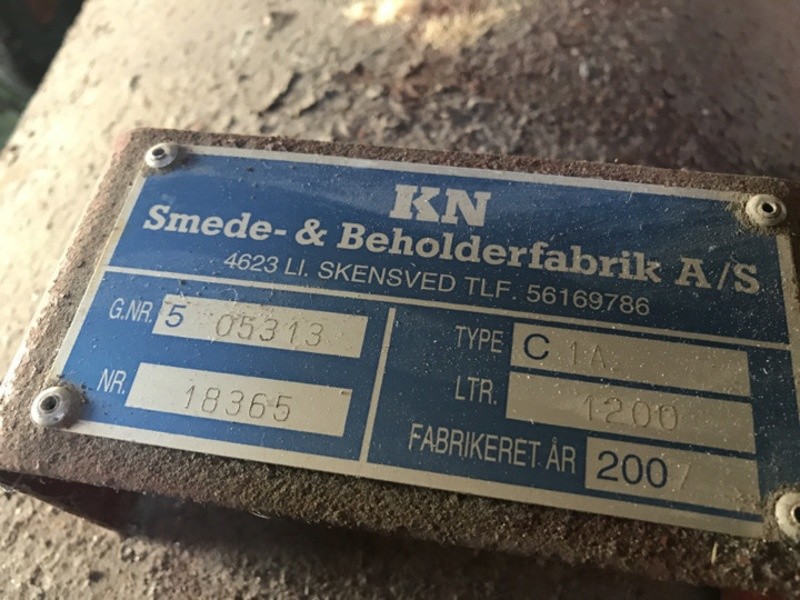 KN
Smede- & Beholderfabrik A/S
4623 LI. SKENSVED TLF. 56169786
G.NR. 5 05313
NR. 18365
TYPE C 1A
LTR. 1200
FABRIKERET ÅR 200